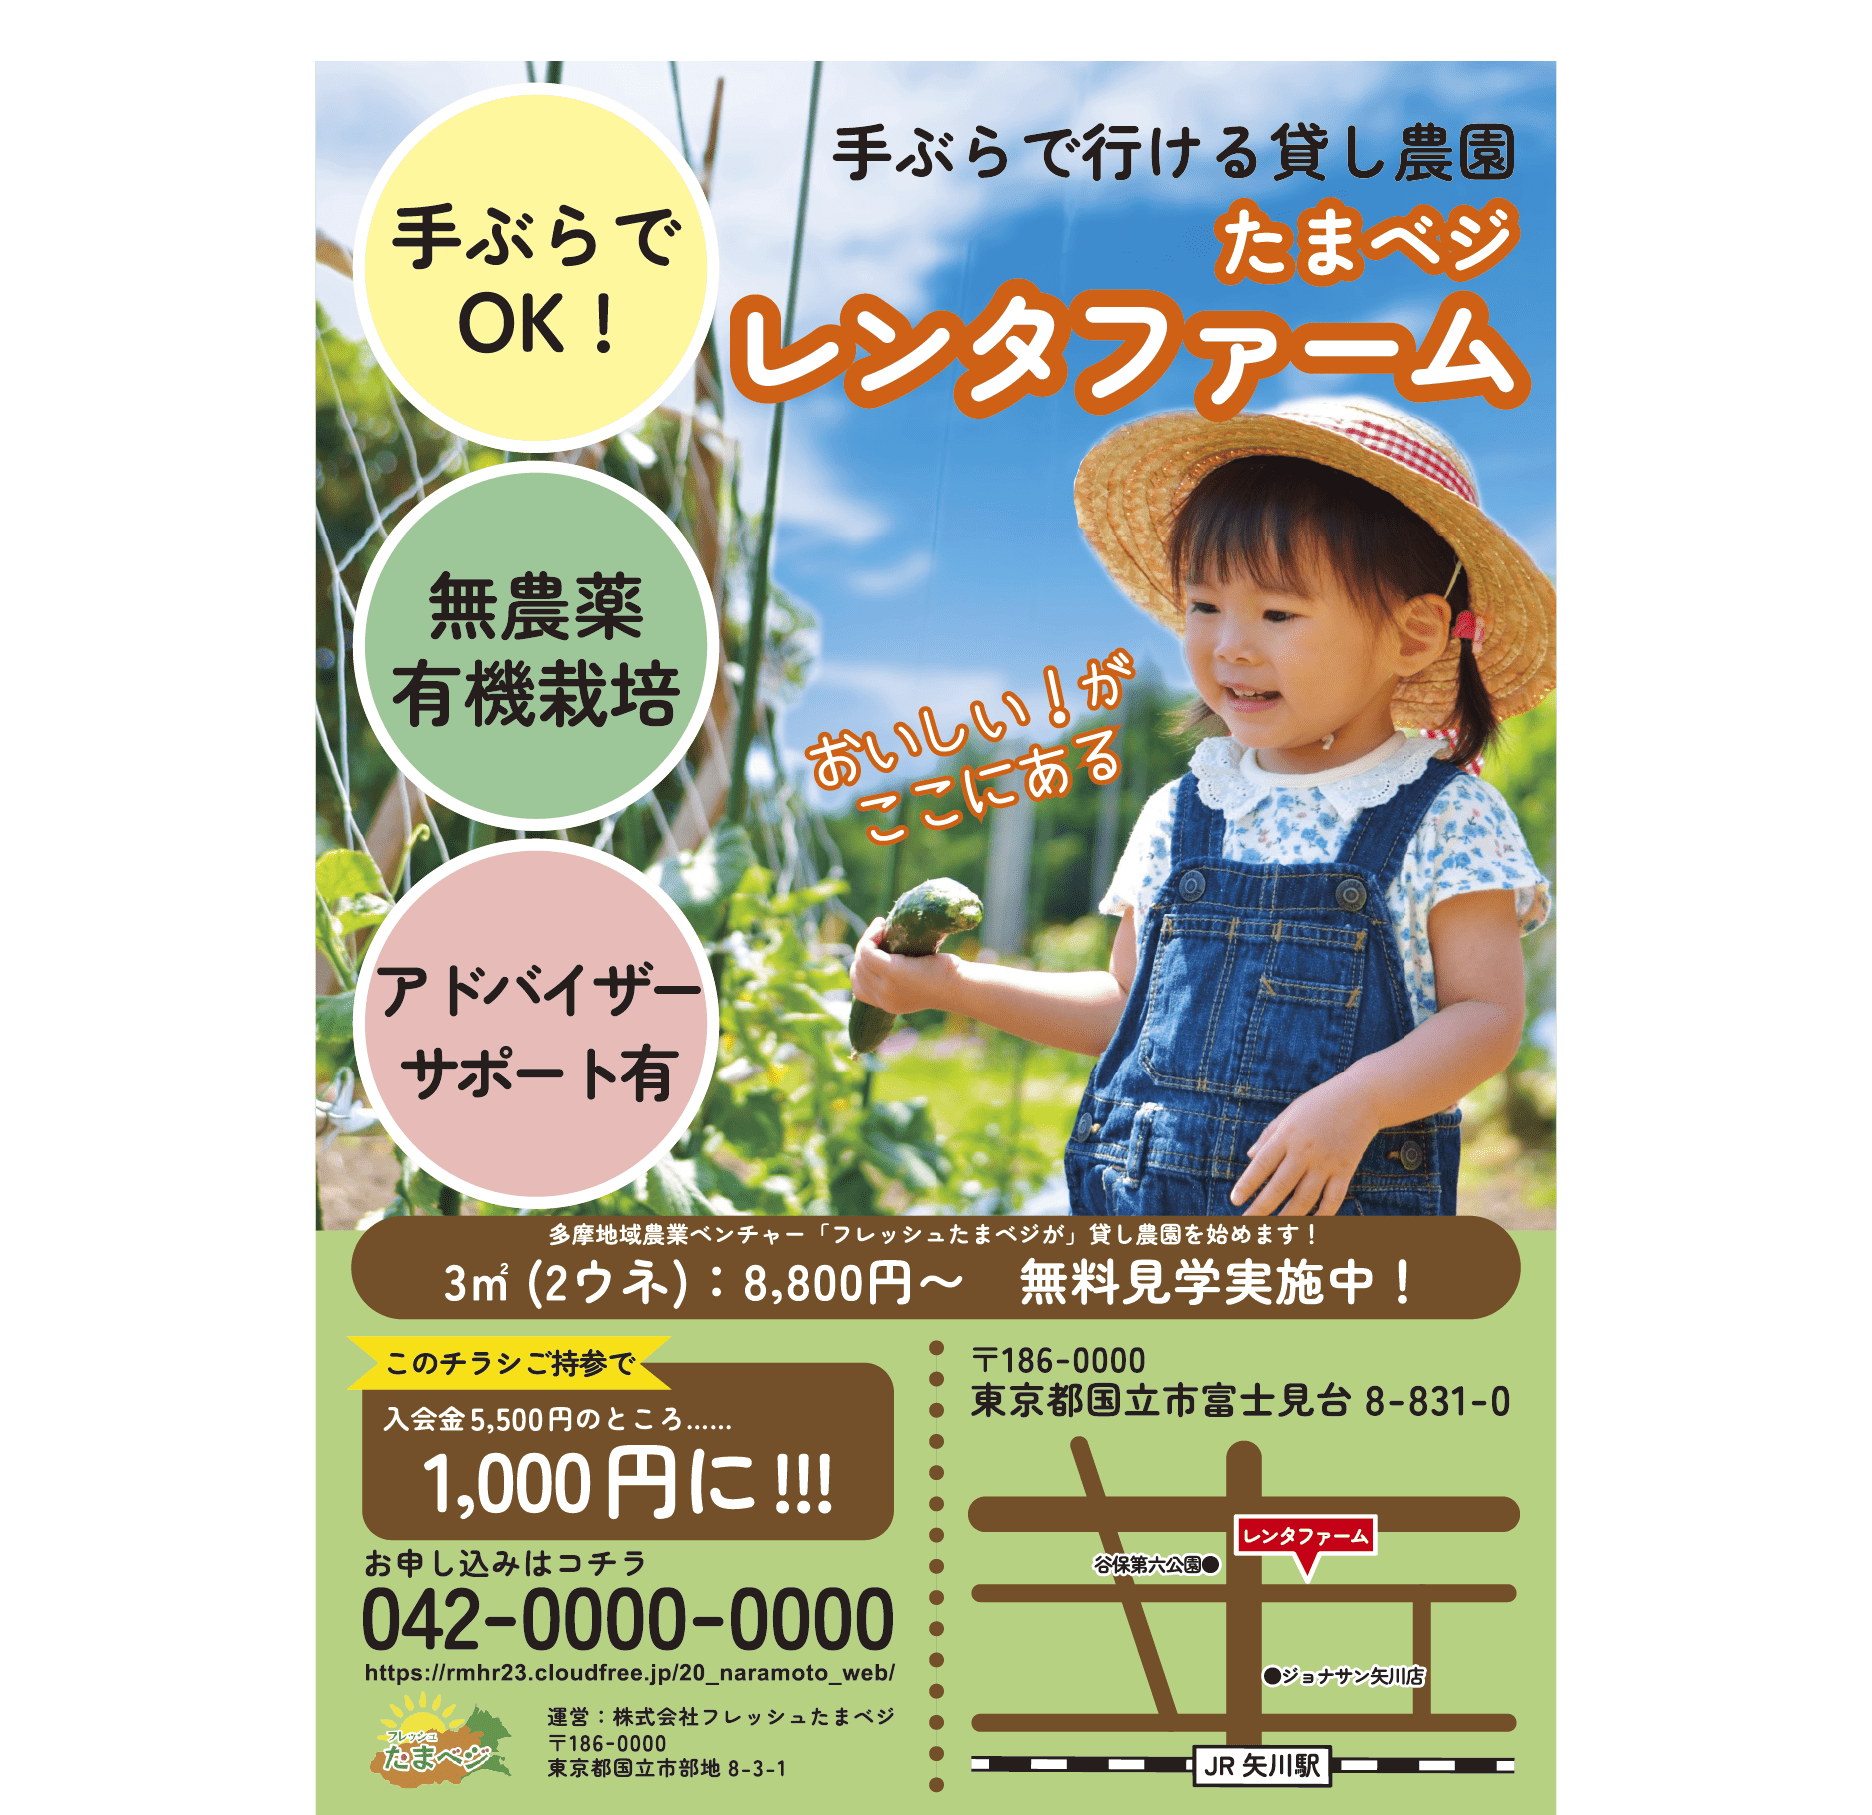 手ぶらで行ける貸し農園
たまベジ
レンタファーム
手ぶらで
OK！
無農薬
有機栽培
アドバイザー
サポート有
おいしい！が
ここにある
多摩地域農業ベンチャー「フレッシュたまベジが」貸し農園を始めます！
3㎡ (2ウネ)：8,800円〜　無料見学実施中！
このチラシご持参で
入会金5,500円のところ……
1,000円に!!!
お申し込みはコチラ
042-0000-0000
https://rmhr23.cloudfree.jp/20_naramoto_web/
フレッシュ
たまベジ
運営：株式会社フレッシュたまベジ
〒186-0000
東京都国立市部地 8-3-1
〒186-0000
東京都国立市富士見台 8-831-0
レンタファーム
谷保第六公園●
●ジョナサン矢川店
JR 矢川駅